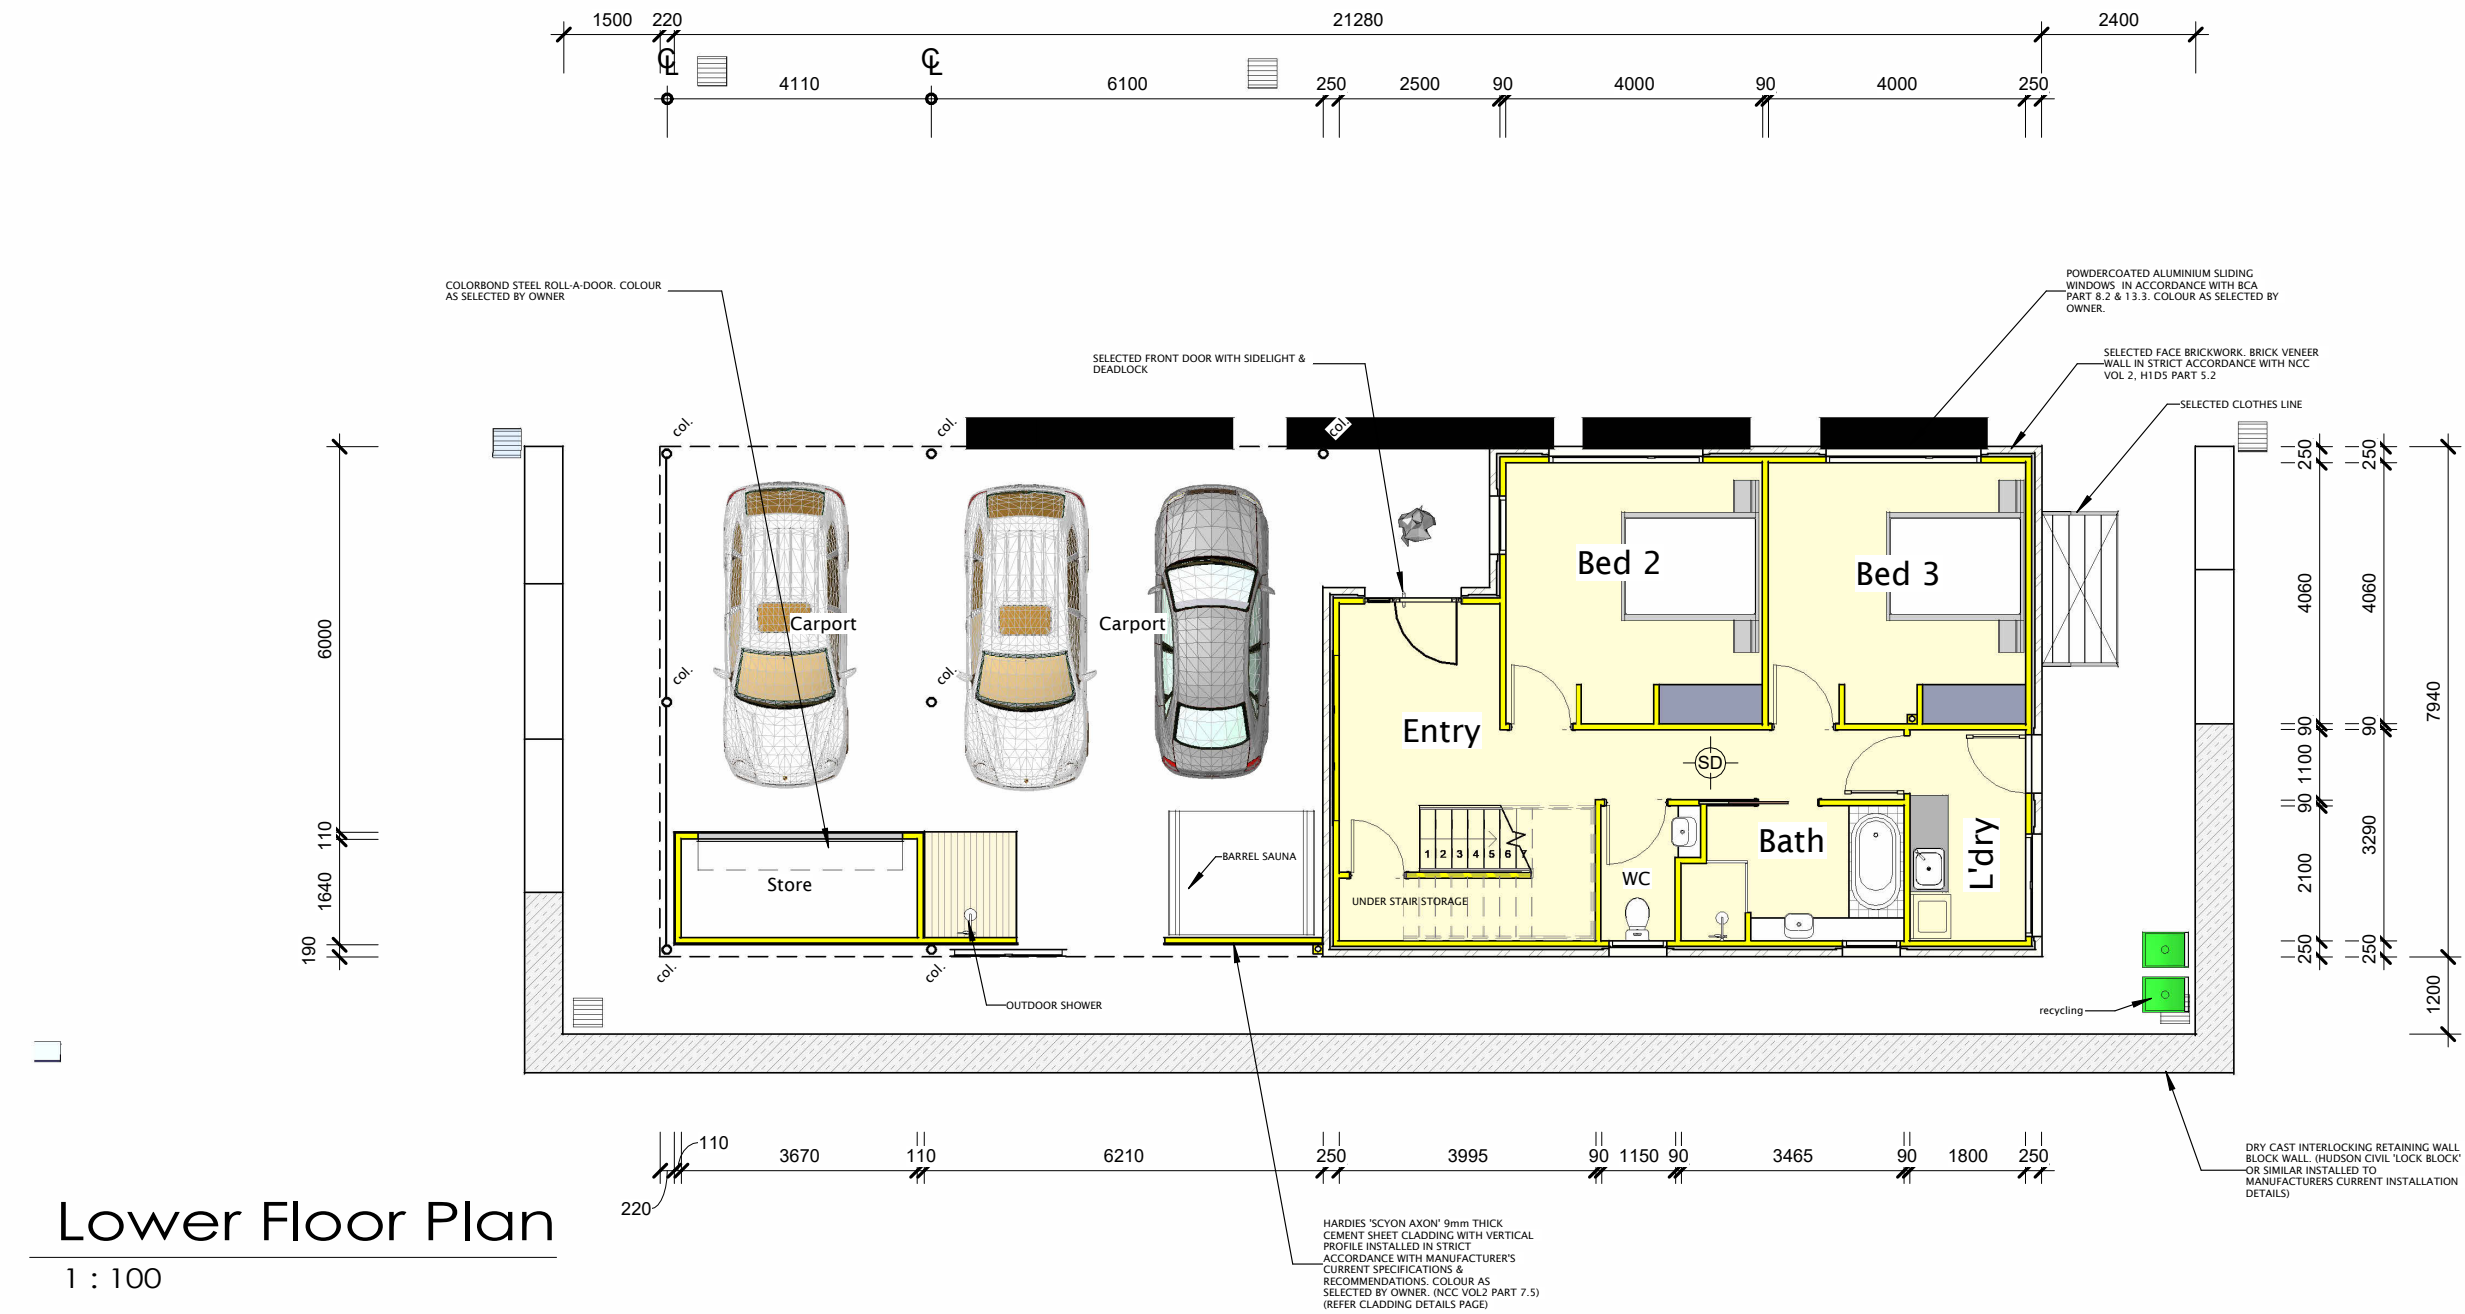 1500 220 21280 2400
℄ ℄
4110 6100 250 2500 90 4000 90 4000 250
COLORBOND STEEL ROLL-A-DOOR. COLOUR
AS SELECTED BY OWNER
SELECTED FRONT DOOR WITH SIDELIGHT &
DEADLOCK
POWDERCOATED ALUMINIUM SLIDING
WINDOWS IN ACCORDANCE WITH BCA
PART 8.2 & 13.3. COLOUR AS SELECTED BY
OWNER.
SELECTED FACE BRICKWORK. BRICK VENEER
WALL IN STRICT ACCORDANCE WITH NCC
VOL 2, H1D5 PART 5.2
SELECTED CLOTHES LINE
col. col. col.
Bed 2
Bed 3
Carport
Carport
col. col.
Entry
SD
1 2 3 4 5 6 7
Bath
L'dry
BARREL SAUNA
Store
WC
UNDER STAIR STORAGE
col. col.
OUTDOOR SHOWER
recycling
6000
110
1640
190
250
4060
90
1100
90
2100
250
250
4060
90
3290
250
7940
1200
110
3670 110 6210 250 3995 90 1150 90 3465 90 1800 250
220
DRY CAST INTERLOCKING RETAINING WALL
BLOCK WALL. (HUDSON CIVIL 'LOCK BLOCK'
OR SIMILAR INSTALLED TO
MANUFACTURERS CURRENT INSTALLATION
DETAILS)
HARDIES 'SCYON AXON' 9mm THICK
CEMENT SHEET CLADDING WITH VERTICAL
PROFILE INSTALLED IN STRICT
ACCORDANCE WITH MANUFACTURER'S
CURRENT SPECIFICATIONS &
RECOMMENDATIONS. COLOUR AS
SELECTED BY OWNER. (NCC VOL2 PART 7.5)
(REFER CLADDING DETAILS PAGE)
Lower Floor Plan
1 : 100